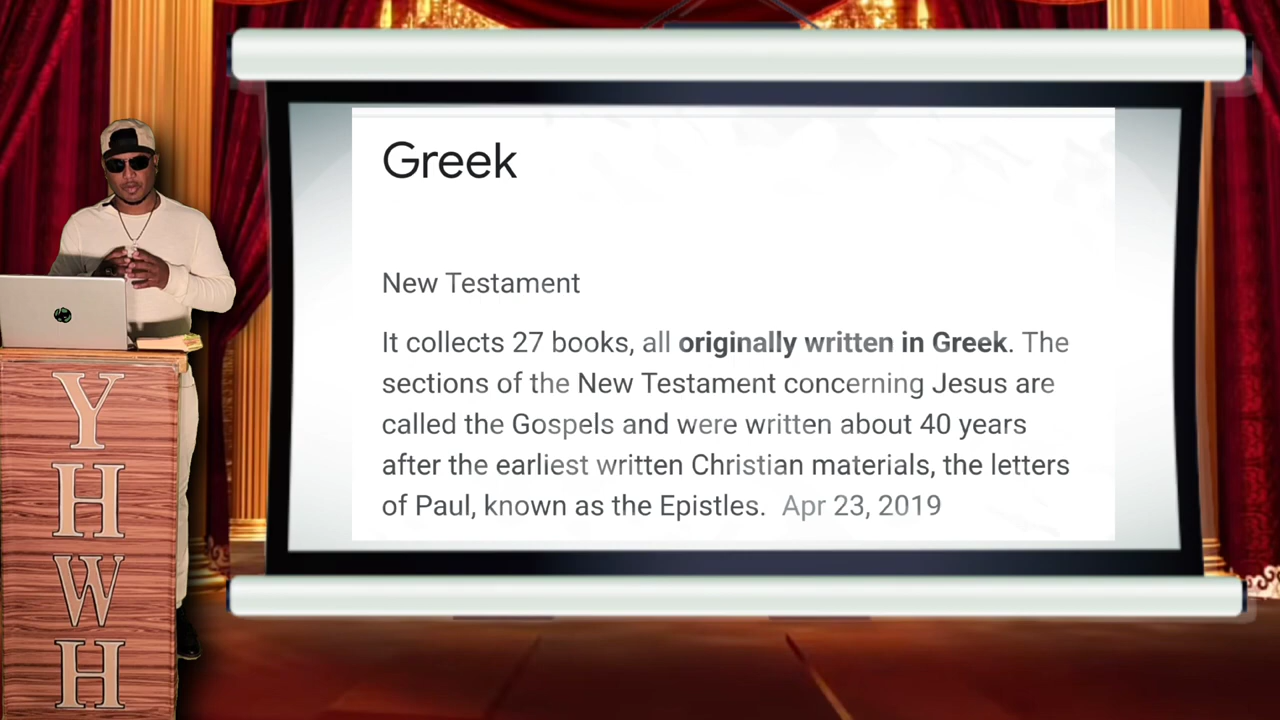 Greek
New Testament
It collects 27 books, all originally written in Greek. The
sections of the New Testament concerning Jesus are
called the Gospels and were written about 40 years
after the earliest written Christian materials, the letters
of Paul, known as the Epistles. Apr 23, 2019
Y
H
W
H